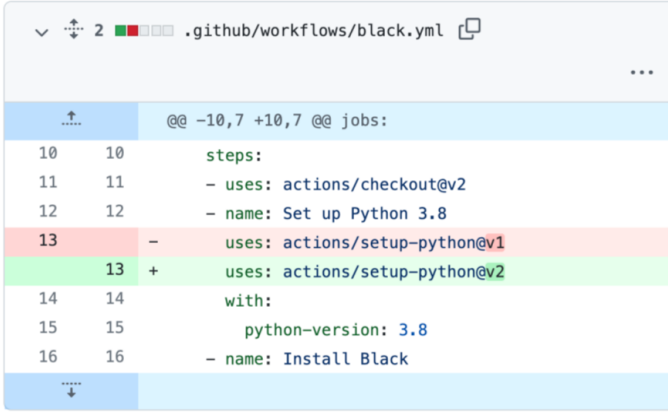 2 .github/workflows/black.yml
@@ -10,7 +10,7 @@ jobs:
10 10 steps:
11 11 - uses: actions/checkout@v2
12 12 - name: Set up Python 3.8
13 - uses: actions/setup-python@v1
13 + uses: actions/setup-python@v2
14 14 with:
15 15 python-version: 3.8
16 16 - name: Install Black